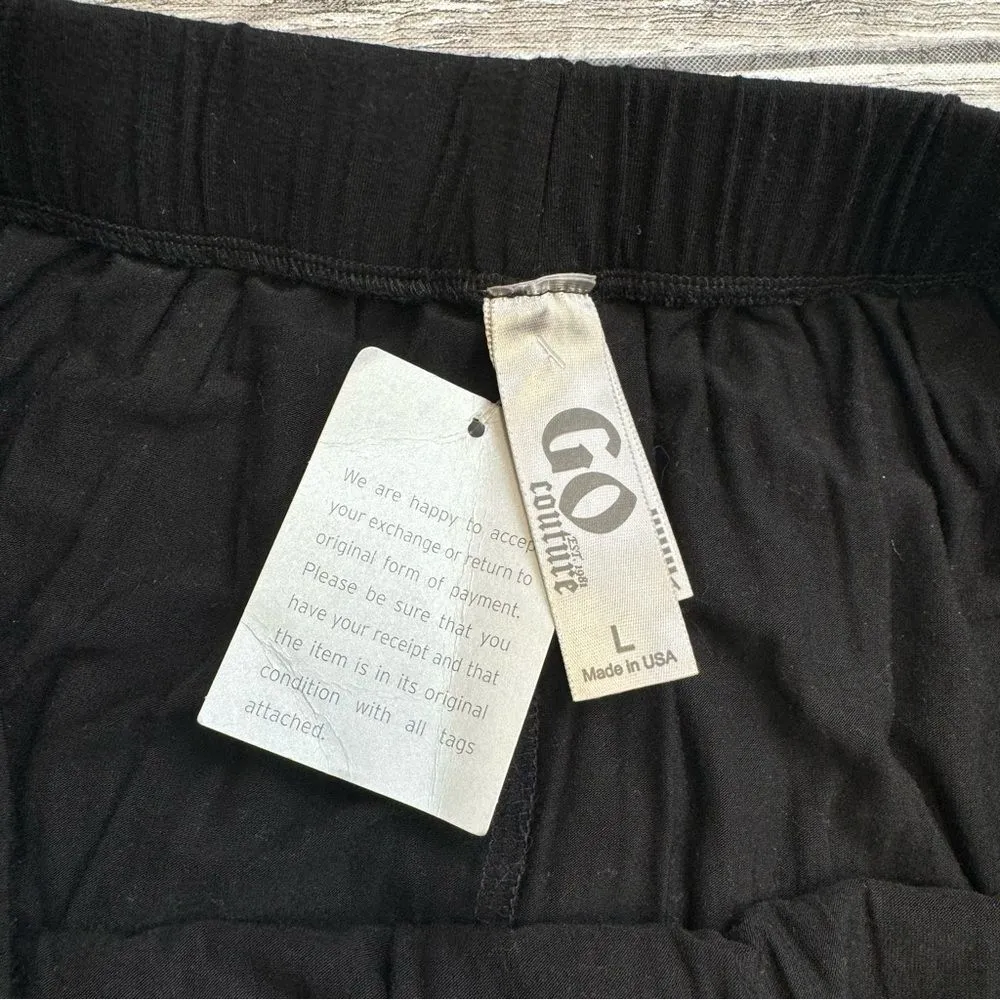 We are happy to accep
your exchange or return to
original form of payment.
Please be sure that you
have your receipt and that
the item is in its original
condition with all tags
attached.
GO
couture
EST. 1981
L
Made in USA